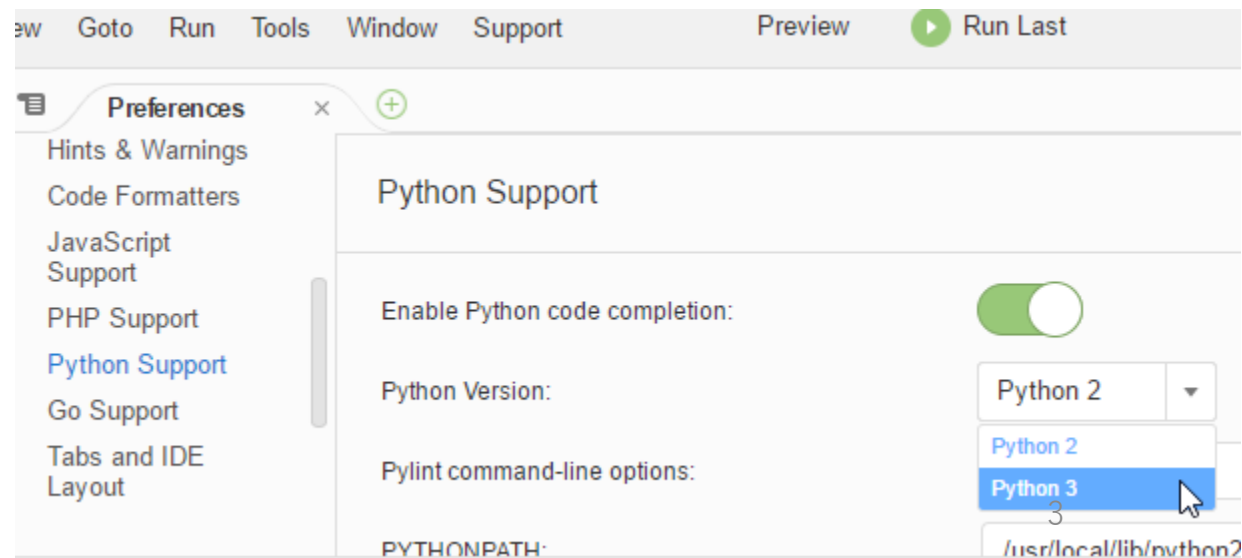 ew Goto Run Tools Window Support Preview Run Last
Preferences ×
Hints & Warnings
Code Formatters
JavaScript
Support
PHP Support
Python Support
Go Support
Tabs and IDE
Layout
Python Support
Enable Python code completion:
Python Version: Python 2
Python 2
Python 3
3
Pylint command-line options:
PYTHONPATH: /usr/local/lib/python2